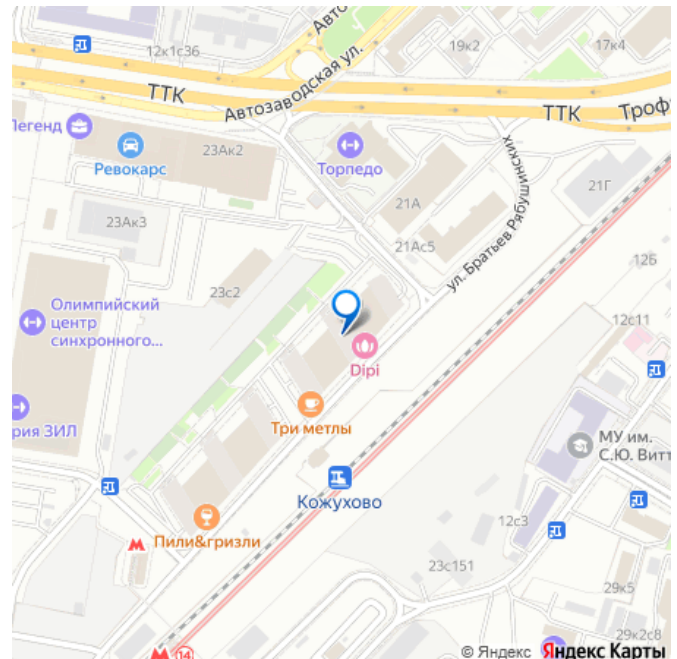 12к1с36
Авто
19к2
17к4
ТТК
Автозаводская ул.
ТТК
Троф
Легенд
Ревокарс
23Ак2
Торпедо
ул. Братьев Рябушинских
21Г
21А
23Ак3
21Ас5
12Б
23с2
Олимпийский
центр
синхронного...
12с11
Dipi
Три метлы
рия ЗИЛ
МУ им.
С.Ю. Витт
Кожухово
12с3
Пили&гризли
23с151
29к5
29к2с8
14
© Яндекс
Яндекс Карты